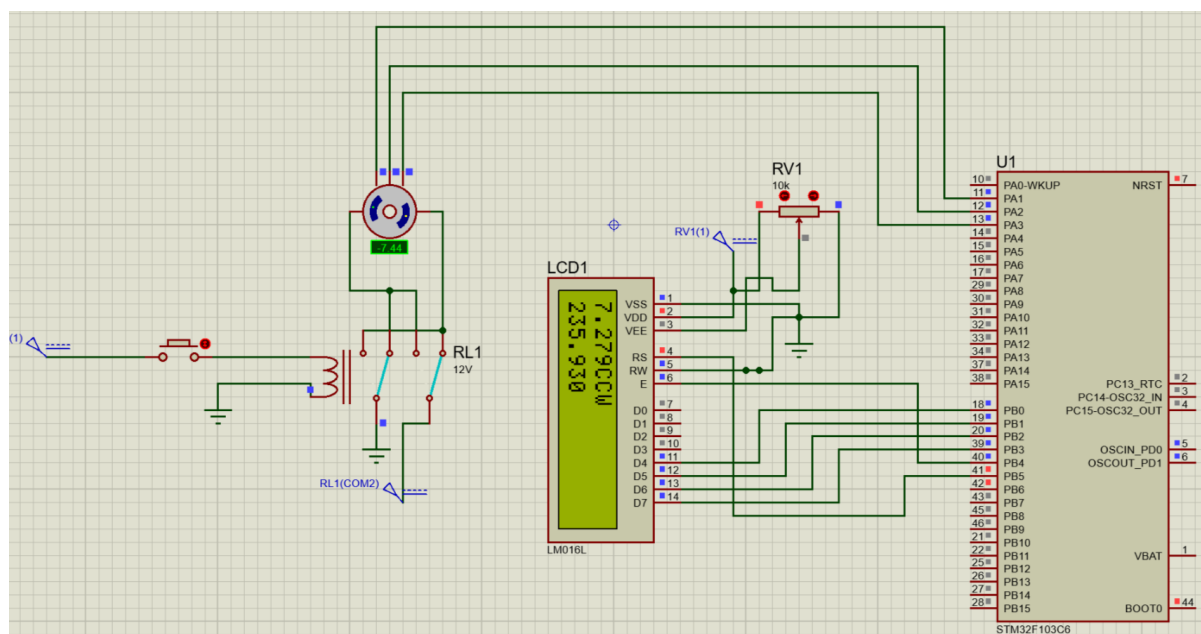 U1
STM32F103C6
10 PA0-WKUP
11 PA1
12 PA2
13 PA3
14 PA4
15 PA5
16 PA6
17 PA7
29 PA8
30 PA9
31 PA10
32 PA11
33 PA12
34 PA13
37 PA14
38 PA15
18 PB0
19 PB1
20 PB2
39 PB3
40 PB4
41 PB5
42 PB6
43 PB7
45 PB8
46 PB9
21 PB10
22 PB11
25 PB12
26 PB13
27 PB14
28 PB15
NRST 7
PC13_RTC 2
PC14-OSC32_IN 3
PC15-OSC32_OUT 4
OSCIN_PD0 5
OSCOUT_PD1 6
VBAT 1
BOOT0 44
RV1
10k
RV1(1)
LCD1
LM016L
7.279CCW
235.930
VSS 1
VDD 2
VEE 3
RS 4
RW 5
E 6
D0 7
D1 8
D2 9
D3 10
D4 11
D5 12
D6 13
D7 14
-7.44
RL1
12V
RL1(COM2)
(1)